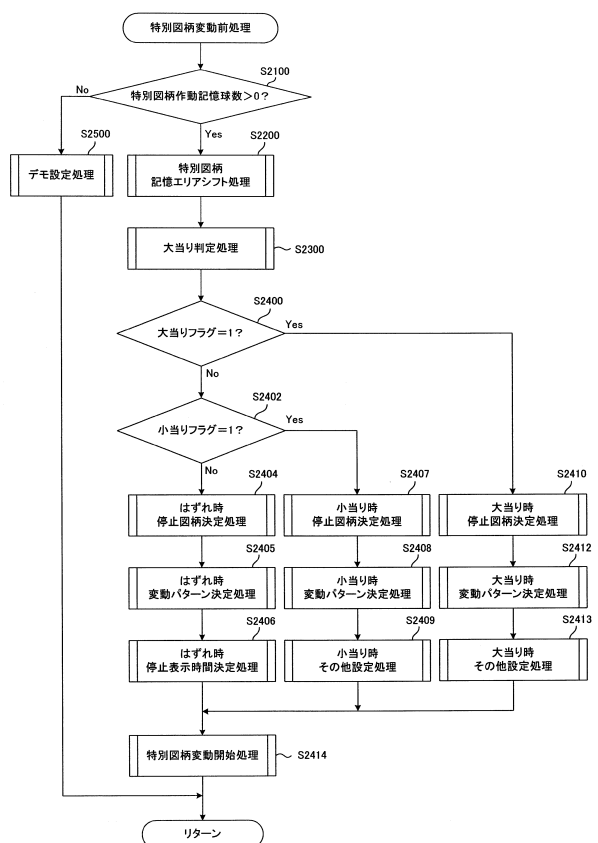 特別図柄変動前処理
S2100
特別図柄作動記憶球数>0?
No
Yes
S2500
デモ設定処理
S2200
特別図柄
記憶エリアシフト処理
大当り判定処理
S2300
S2400
大当りフラグ=1?
Yes
No
S2402
小当りフラグ=1?
Yes
No
S2404
はずれ時
停止図柄決定処理
S2407
小当り時
停止図柄決定処理
S2410
大当り時
停止図柄決定処理
S2405
はずれ時
変動パターン決定処理
S2408
小当り時
変動パターン決定処理
S2412
大当り時
変動パターン決定処理
S2406
はずれ時
停止表示時間決定処理
S2409
小当り時
その他設定処理
S2413
大当り時
その他設定処理
特別図柄変動開始処理
S2414
リターン